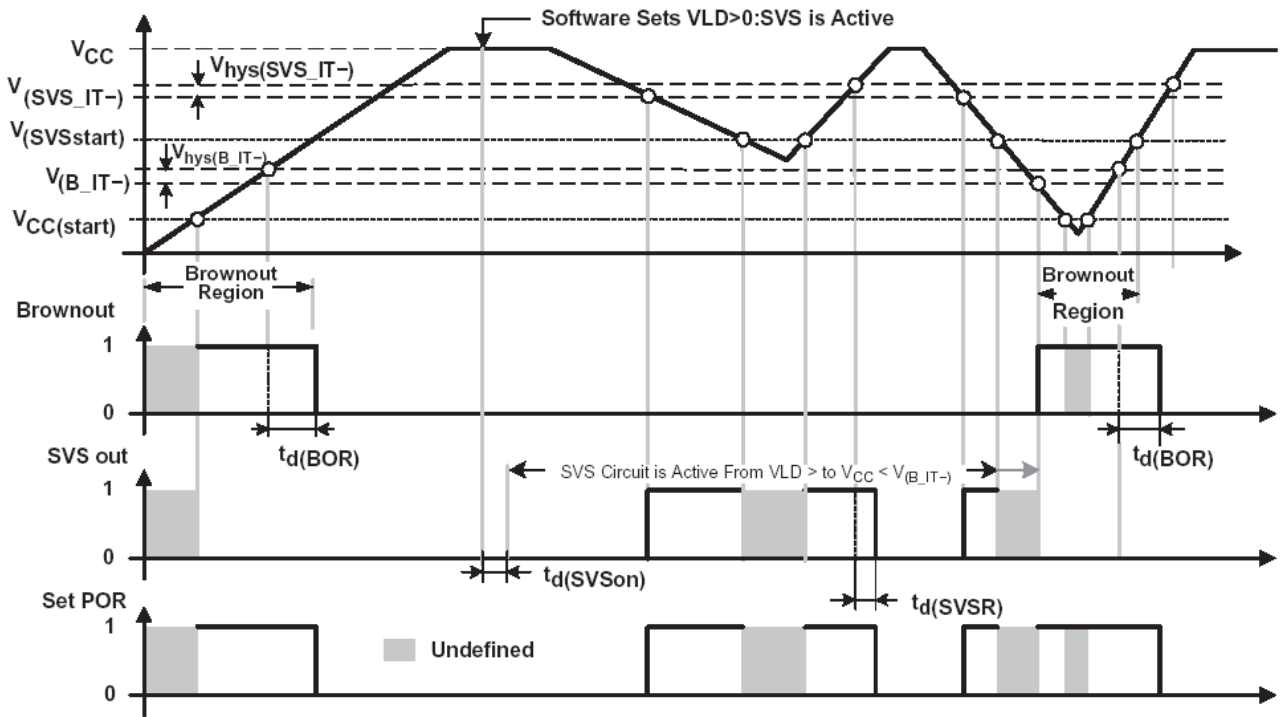 Software Sets VLD>0:SVS is Active
VCC
Vhys(SVS_IT−)
V(SVS_IT−)
V(SVSstart)
Vhys(B_IT−)
V(B_IT−)
VCC(start)
Brownout
Region
Brownout
Region
Brownout
1
0
td(BOR)
td(BOR)
SVS out
SVS Circuit is Active From VLD > to VCC < V(B_IT−)
1
0
td(SVSon)
td(SVSR)
Set POR
1
Undefined
0